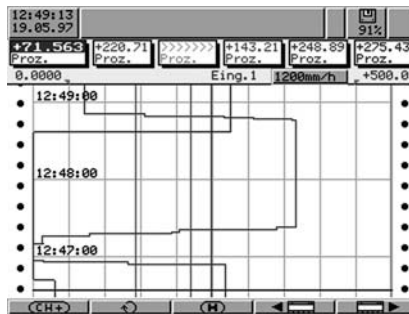 12:49:13
19.05.97
91%
+71.563 +220.71 >>>>>>> +143.21 +248.89 +275.43
Proz. Proz. Proz. Proz. Proz. Proz.
0.0000 Eing.1 1200mm/h +500.0
12:49:00
12:48:00
12:47:00
(CH+) (M)